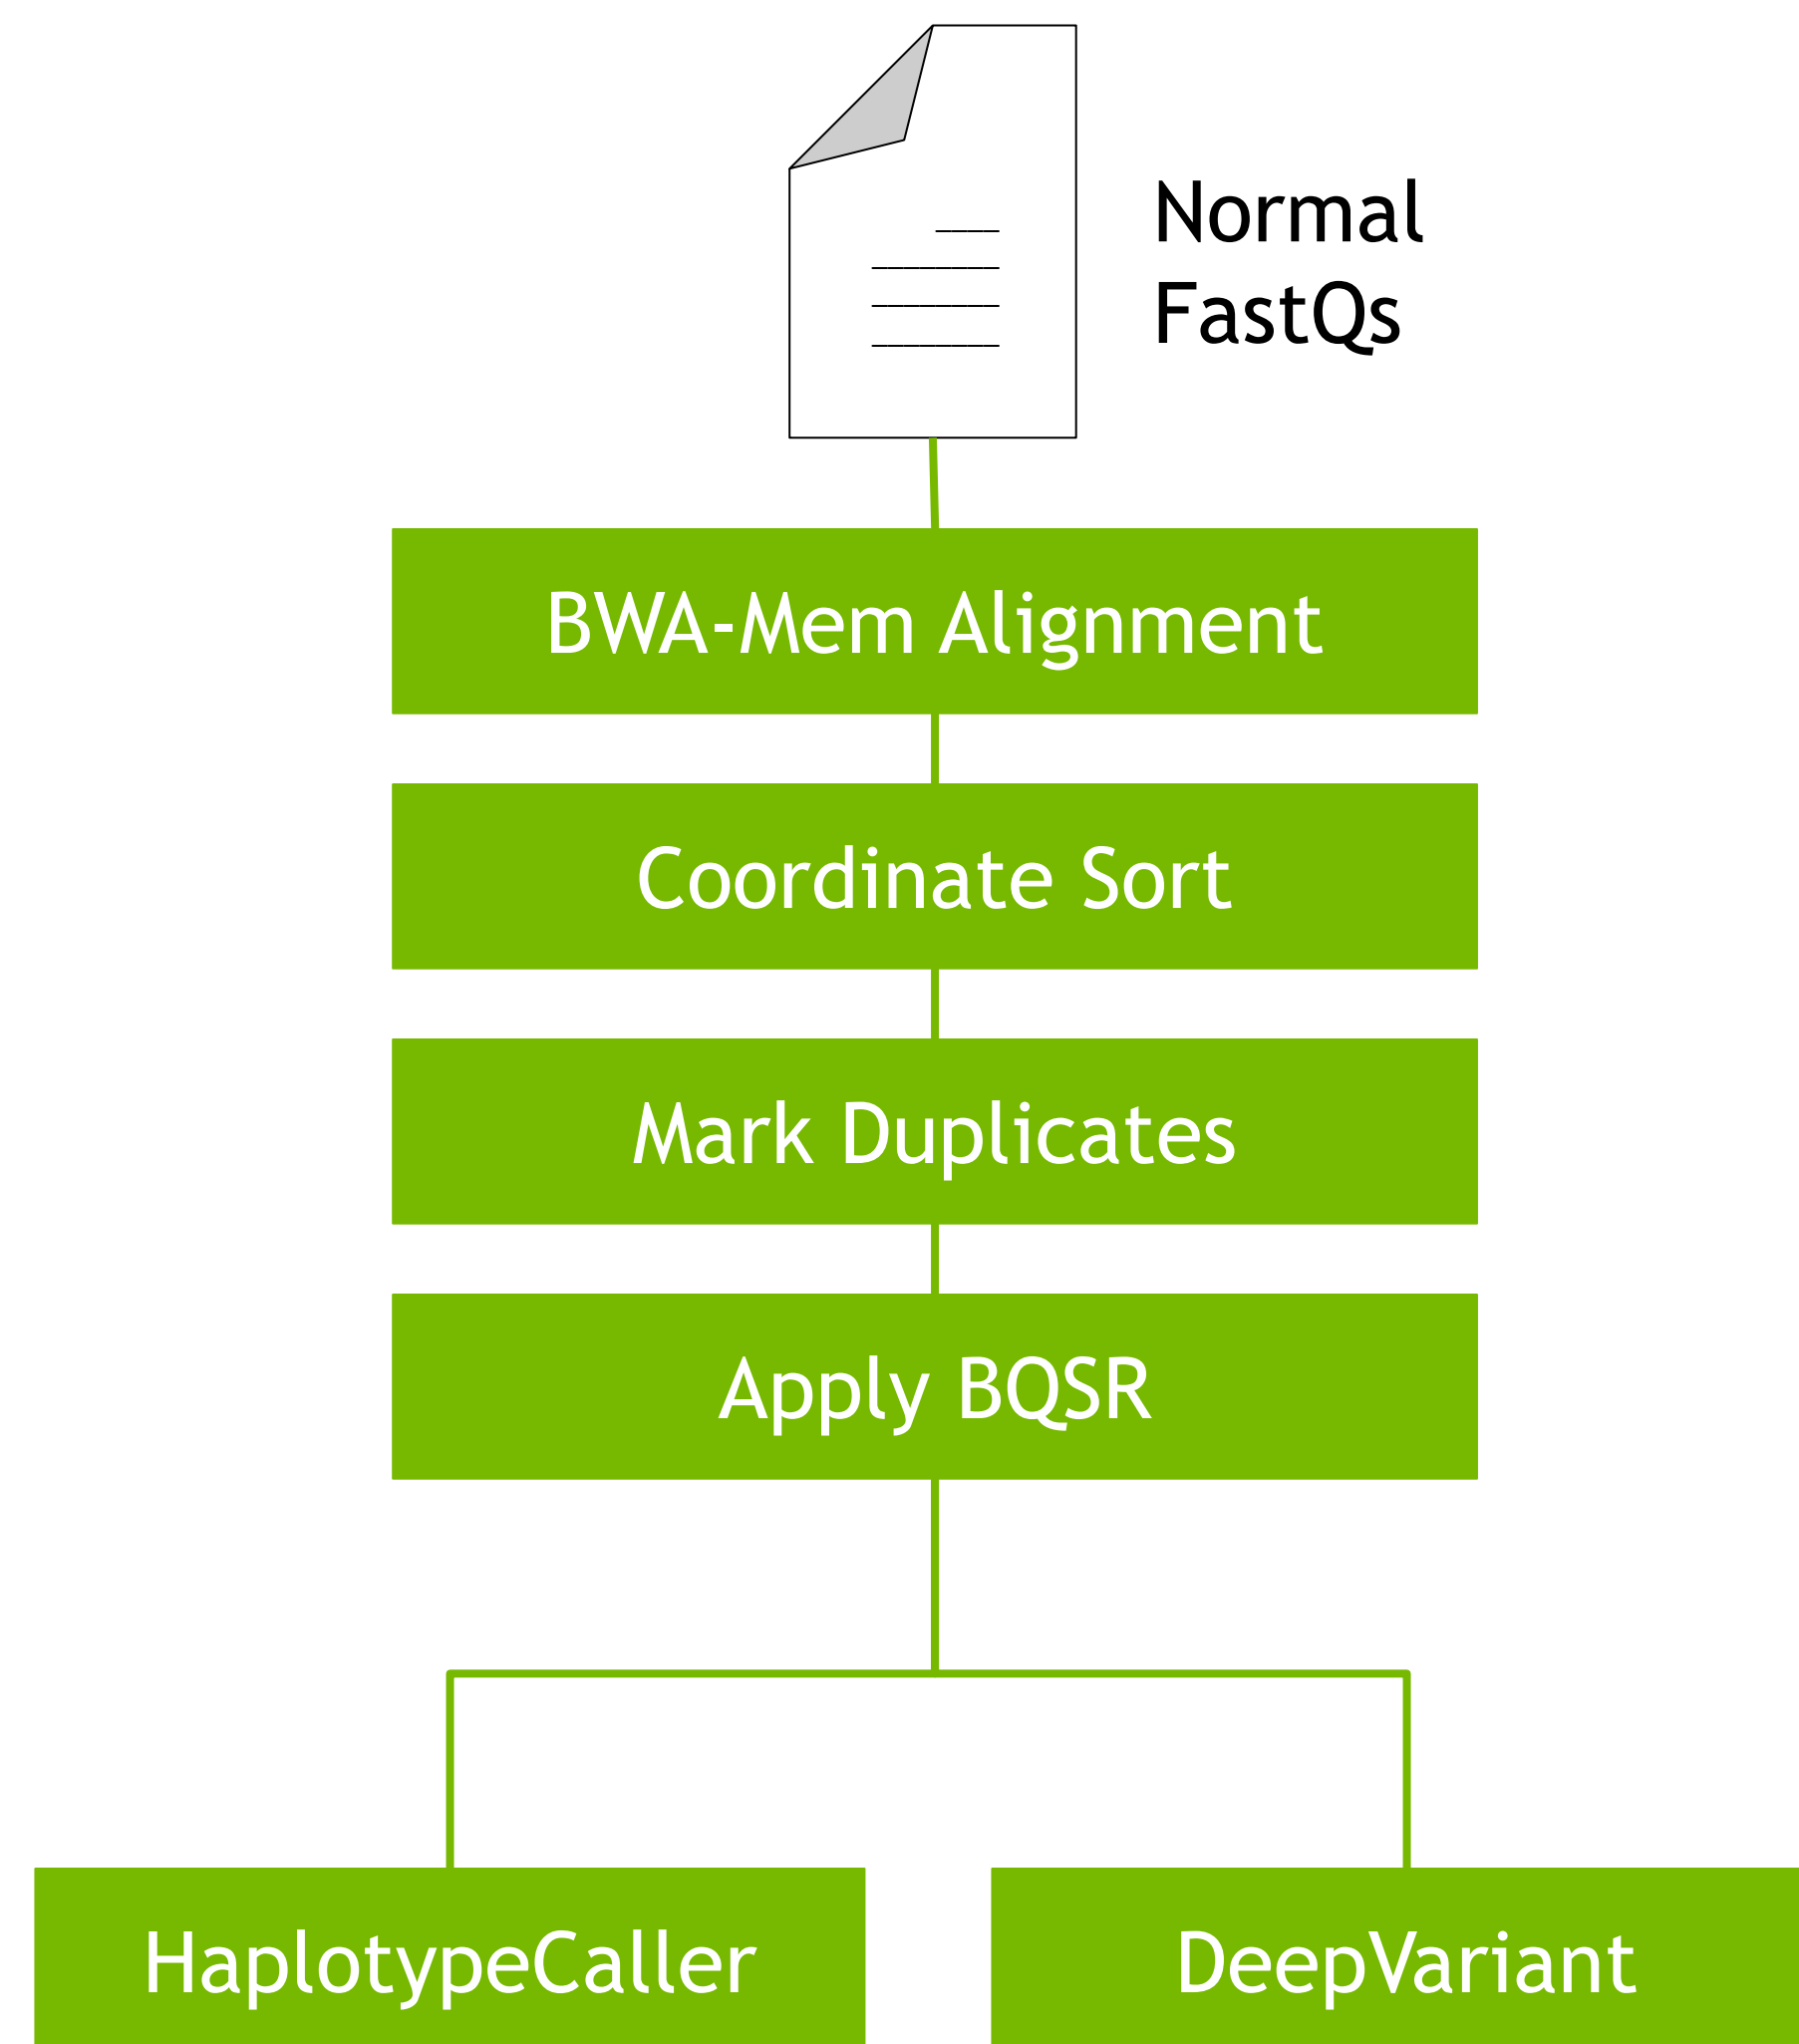 Normal
FastQs
BWA-Mem Alignment
Coordinate Sort
Mark Duplicates
Apply BQSR
HaplotypeCaller
DeepVariant